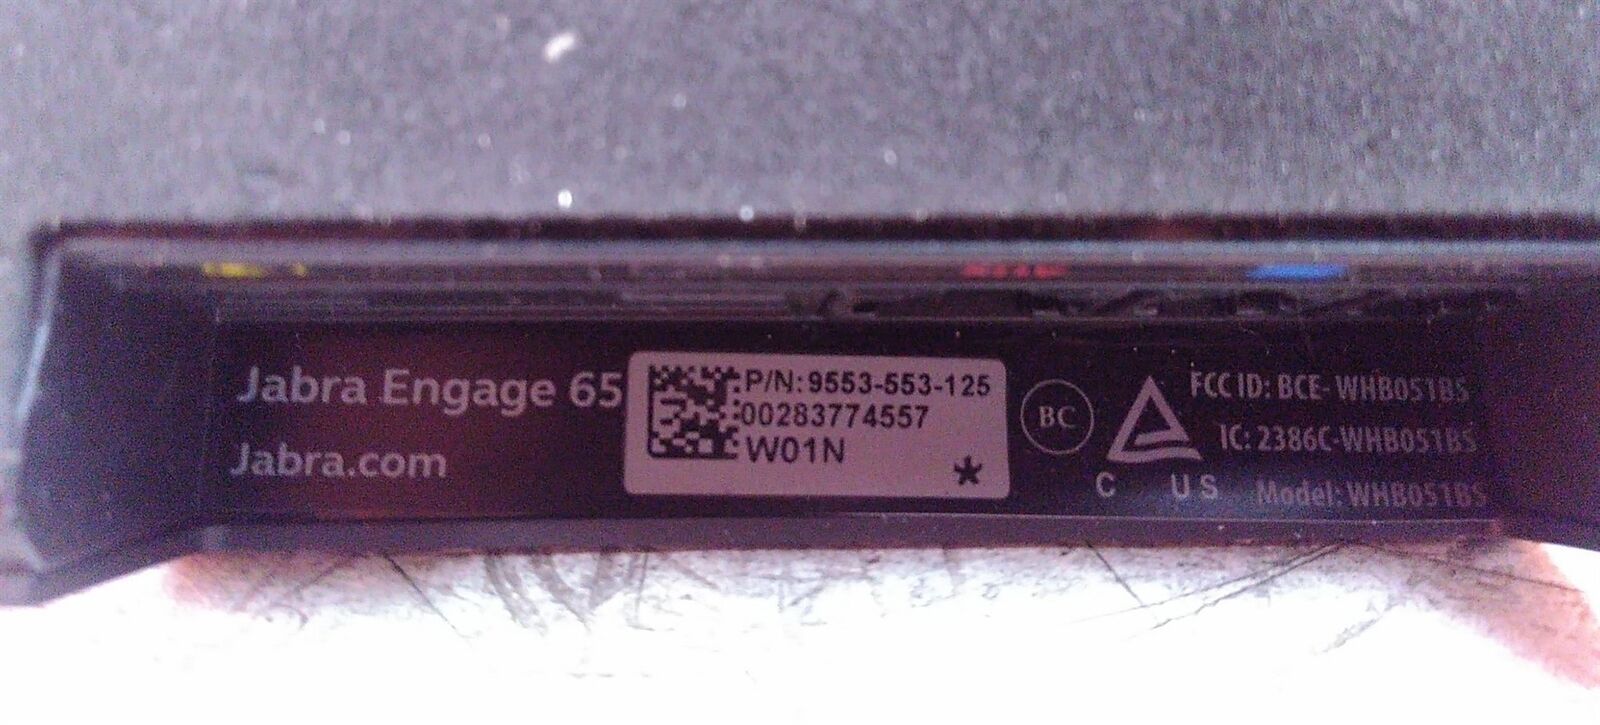 Jabra Engage 65
Jabra.com
P/N: 9553-553-125
00283774557
W01N
*
BC
C US
FCC ID: BCE- WHB051BS
IC: 2386C-WHB051BS
Model: WHB051BS